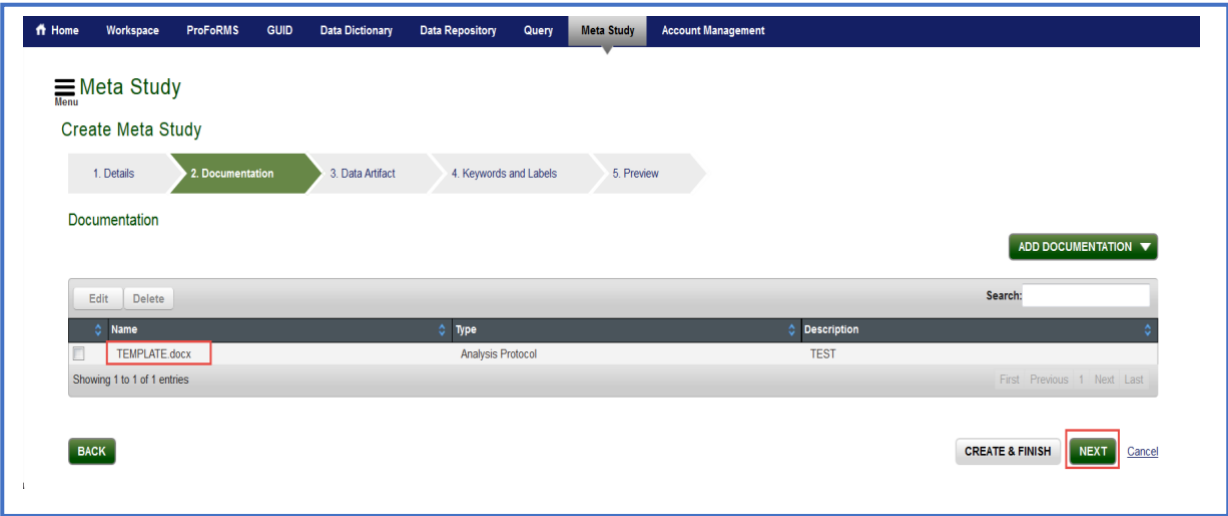 Home Workspace ProFoRMS GUID Data Dictionary Data Repository Query Meta Study Account Management
Meta Study
Menu
Create Meta Study
1. Details 2. Documentation 3. Data Artifact 4. Keywords and Labels 5. Preview
Documentation
ADD DOCUMENTATION
Edit Delete Search:
Name Type Description
TEMPLATE.docx Analysis Protocol TEST
Showing 1 to 1 of 1 entries First Previous 1 Next Last
BACK CREATE & FINISH NEXT Cancel